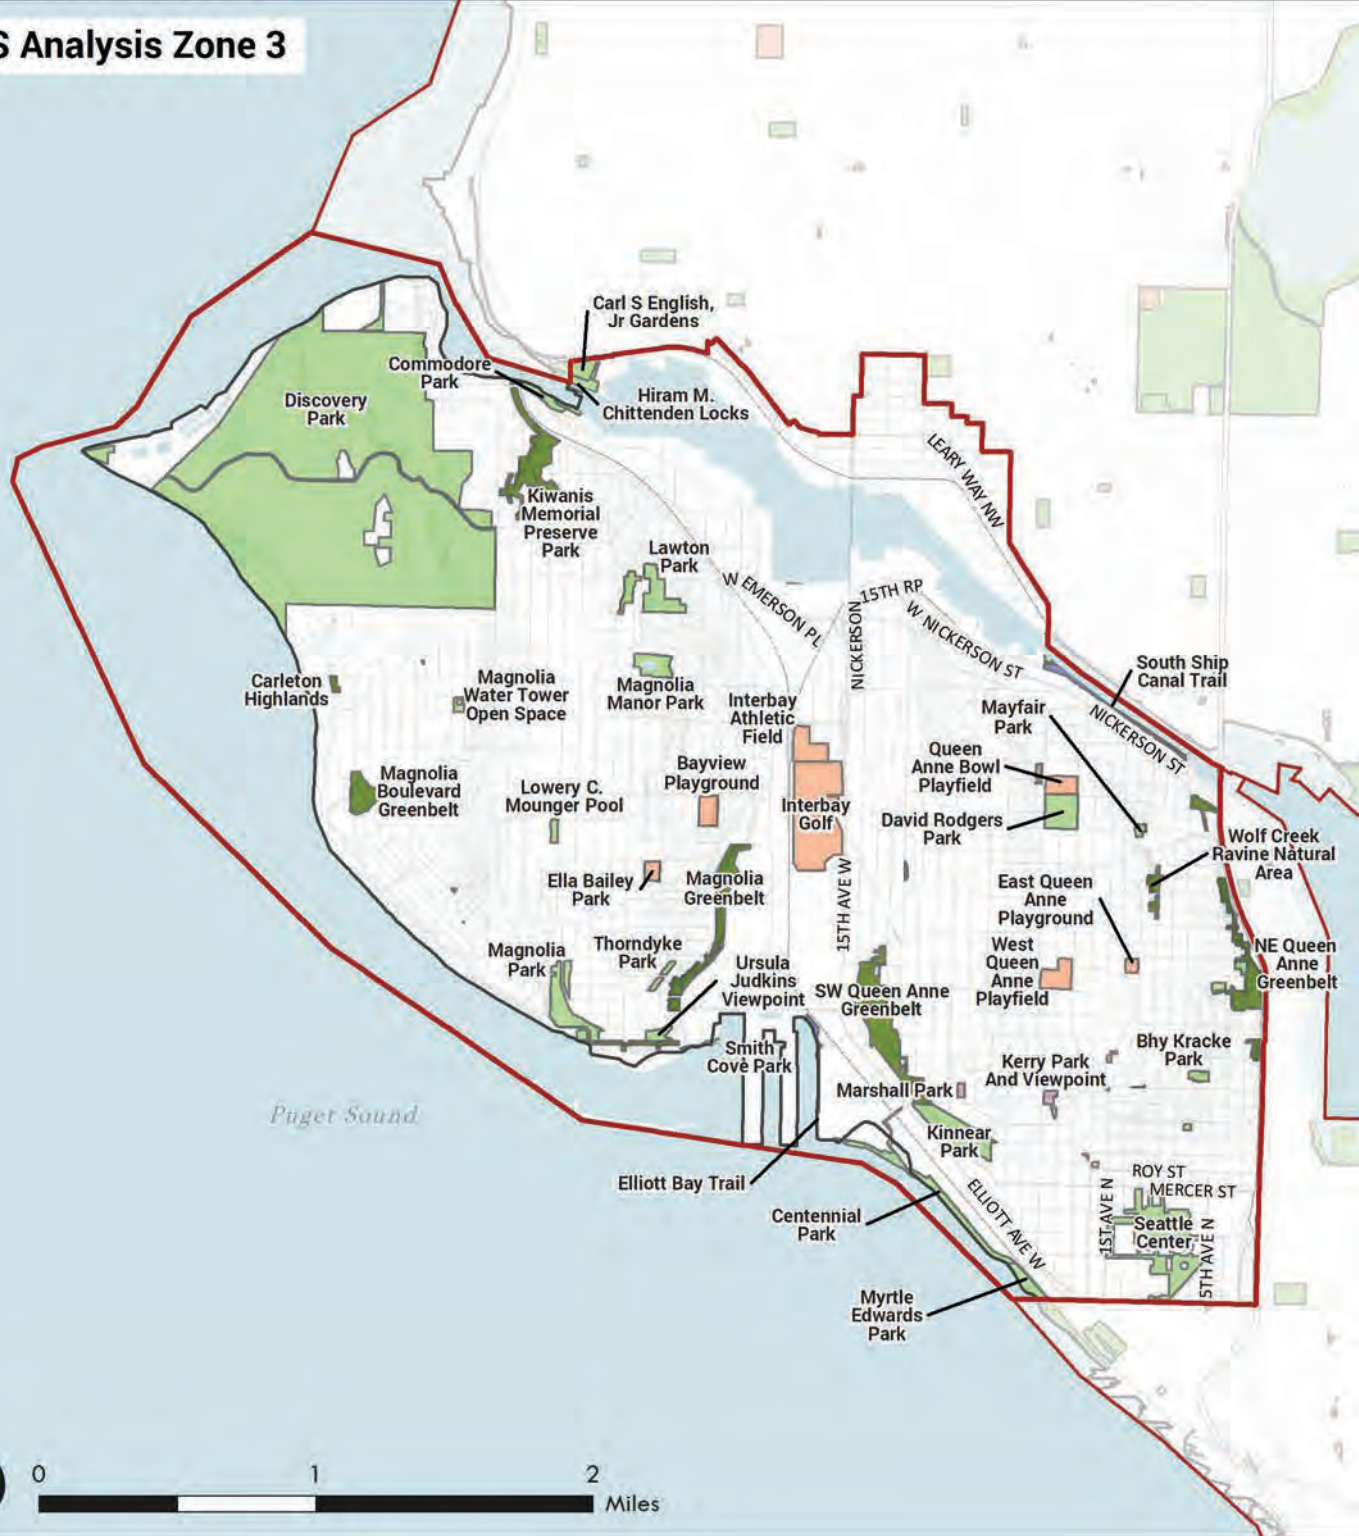 S Analysis Zone 3
Carl S English,
Jr Gardens
Commodore
Park
Hiram M.
Chittenden Locks
Discovery
Park
LEARY WAY NW
Kiwanis
Memorial
Preserve
Park
Lawton
Park
W EMERSON PL
15TH RP
W NICKERSON ST
NICKERSON
South Ship
Canal Trail
Carleton
Highlands
Magnolia
Water Tower
Open Space
Magnolia
Manor Park
Interbay
Athletic
Field
Mayfair
Park
NICKERSON ST
Queen
Anne Bowl
Playfield
Magnolia
Boulevard
Greenbelt
Lowery C.
Mounger Pool
Bayview
Playground
Interbay
Golf
David Rodgers
Park
Wolf Creek
Ravine Natural
Area
Ella Bailey
Park
Magnolia
Greenbelt
15TH AVE W
East Queen
Anne
Playground
Magnolia
Park
Thorndyke
Park
Ursula
Judkins
Viewpoint
SW Queen Anne
Greenbelt
West
Queen
Anne
Playfield
NE Queen
Anne
Greenbelt
Smith
Cove Park
Bhy Kracke
Park
Kerry Park
And Viewpoint
Marshall Park
Puget Sound
Kinnear
Park
Elliott Bay Trail
ROY ST
MERCER ST
ELLIOTT AVE W
1ST AVE N
Seattle
Center
5TH AVE N
Centennial
Park
Myrtle
Edwards
Park
0 1 2
Miles